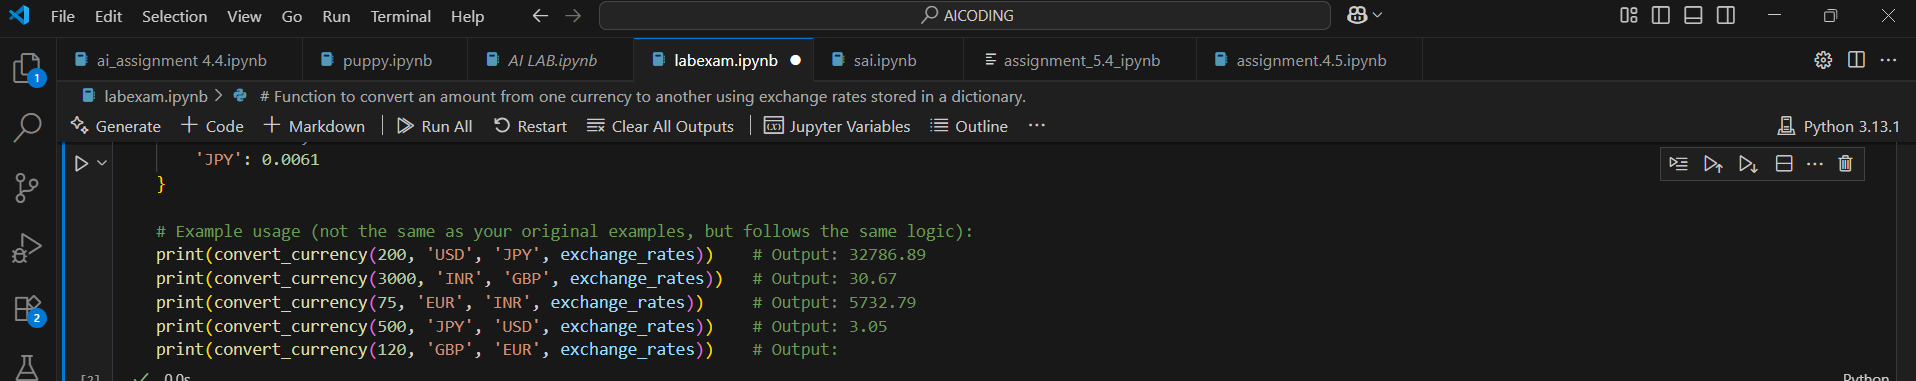 File Edit Selection View Go Run Terminal Help
AICODING
ai_assignment 4.4.ipynb
puppy.ipynb
AI LAB.ipynb
labexam.ipynb
sai.ipynb
assignment_5.4_ipynb
assignment.4.5.ipynb
labexam.ipynb > # Function to convert an amount from one currency to another using exchange rates stored in a dictionary.
Generate + Code + Markdown | Run All Restart Clear All Outputs | Jupyter Variables Outline ...
Python 3.13.1
1
'JPY': 0.0061
}
# Example usage (not the same as your original examples, but follows the same logic):
print(convert_currency(200, 'USD', 'JPY', exchange_rates)) # Output: 32786.89
print(convert_currency(3000, 'INR', 'GBP', exchange_rates)) # Output: 30.67
print(convert_currency(75, 'EUR', 'INR', exchange_rates)) # Output: 5732.79
print(convert_currency(500, 'JPY', 'USD', exchange_rates)) # Output: 3.05
print(convert_currency(120, 'GBP', 'EUR', exchange_rates)) # Output:
2
[2]
0.0s
Python